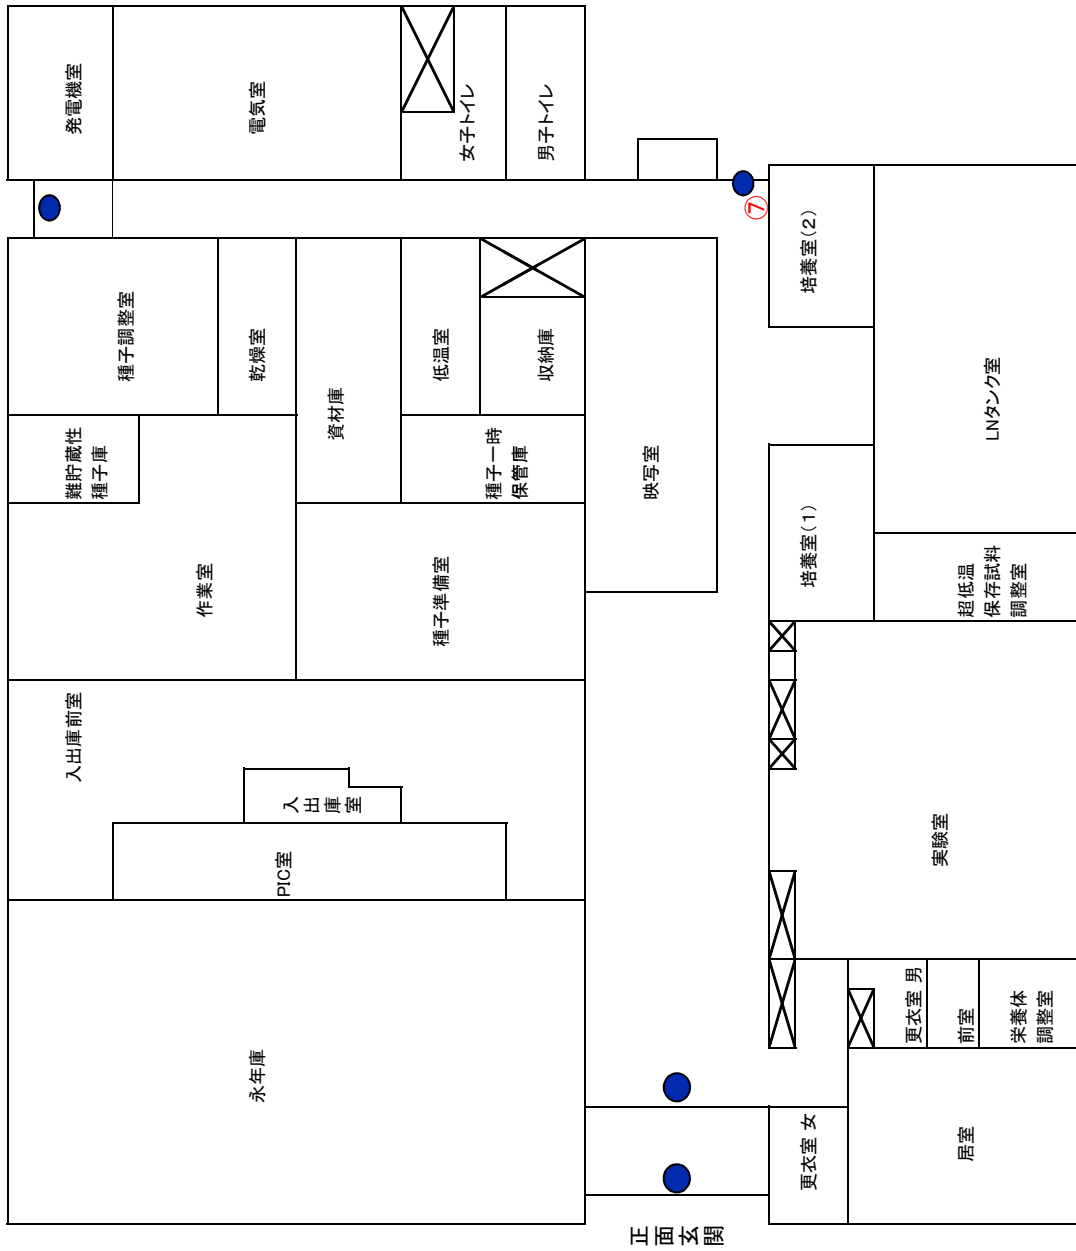 発電機室
電気室
女子トイレ
男子トイレ
⑦
種子調整室
乾燥室
資材庫
低温室
収納庫
難貯蔵性
種子庫
種子一時
保管庫
映写室
培養室(2)
LNタンク室
培養室(1)
超低温
保存試料
調整室
作業室
種子準備室
入出庫前室
入出庫室
PIC室
実験室
永年庫
更衣室 男
前室
栄養体
調整室
更衣室 女
居室
正面玄関